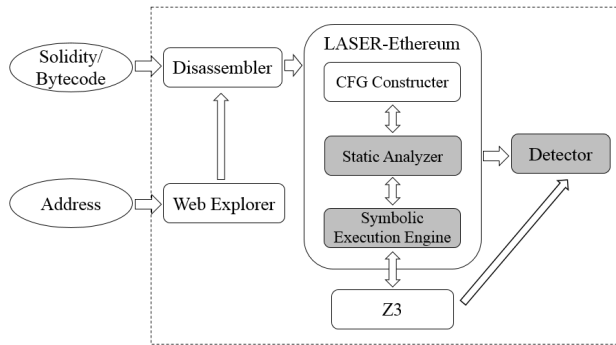 Solidity/
Bytecode
Disassembler
LASER-Ethereum
CFG Constructer
Static Analyzer
Detector
Address
Web Explorer
Symbolic
Execution Engine
Z3